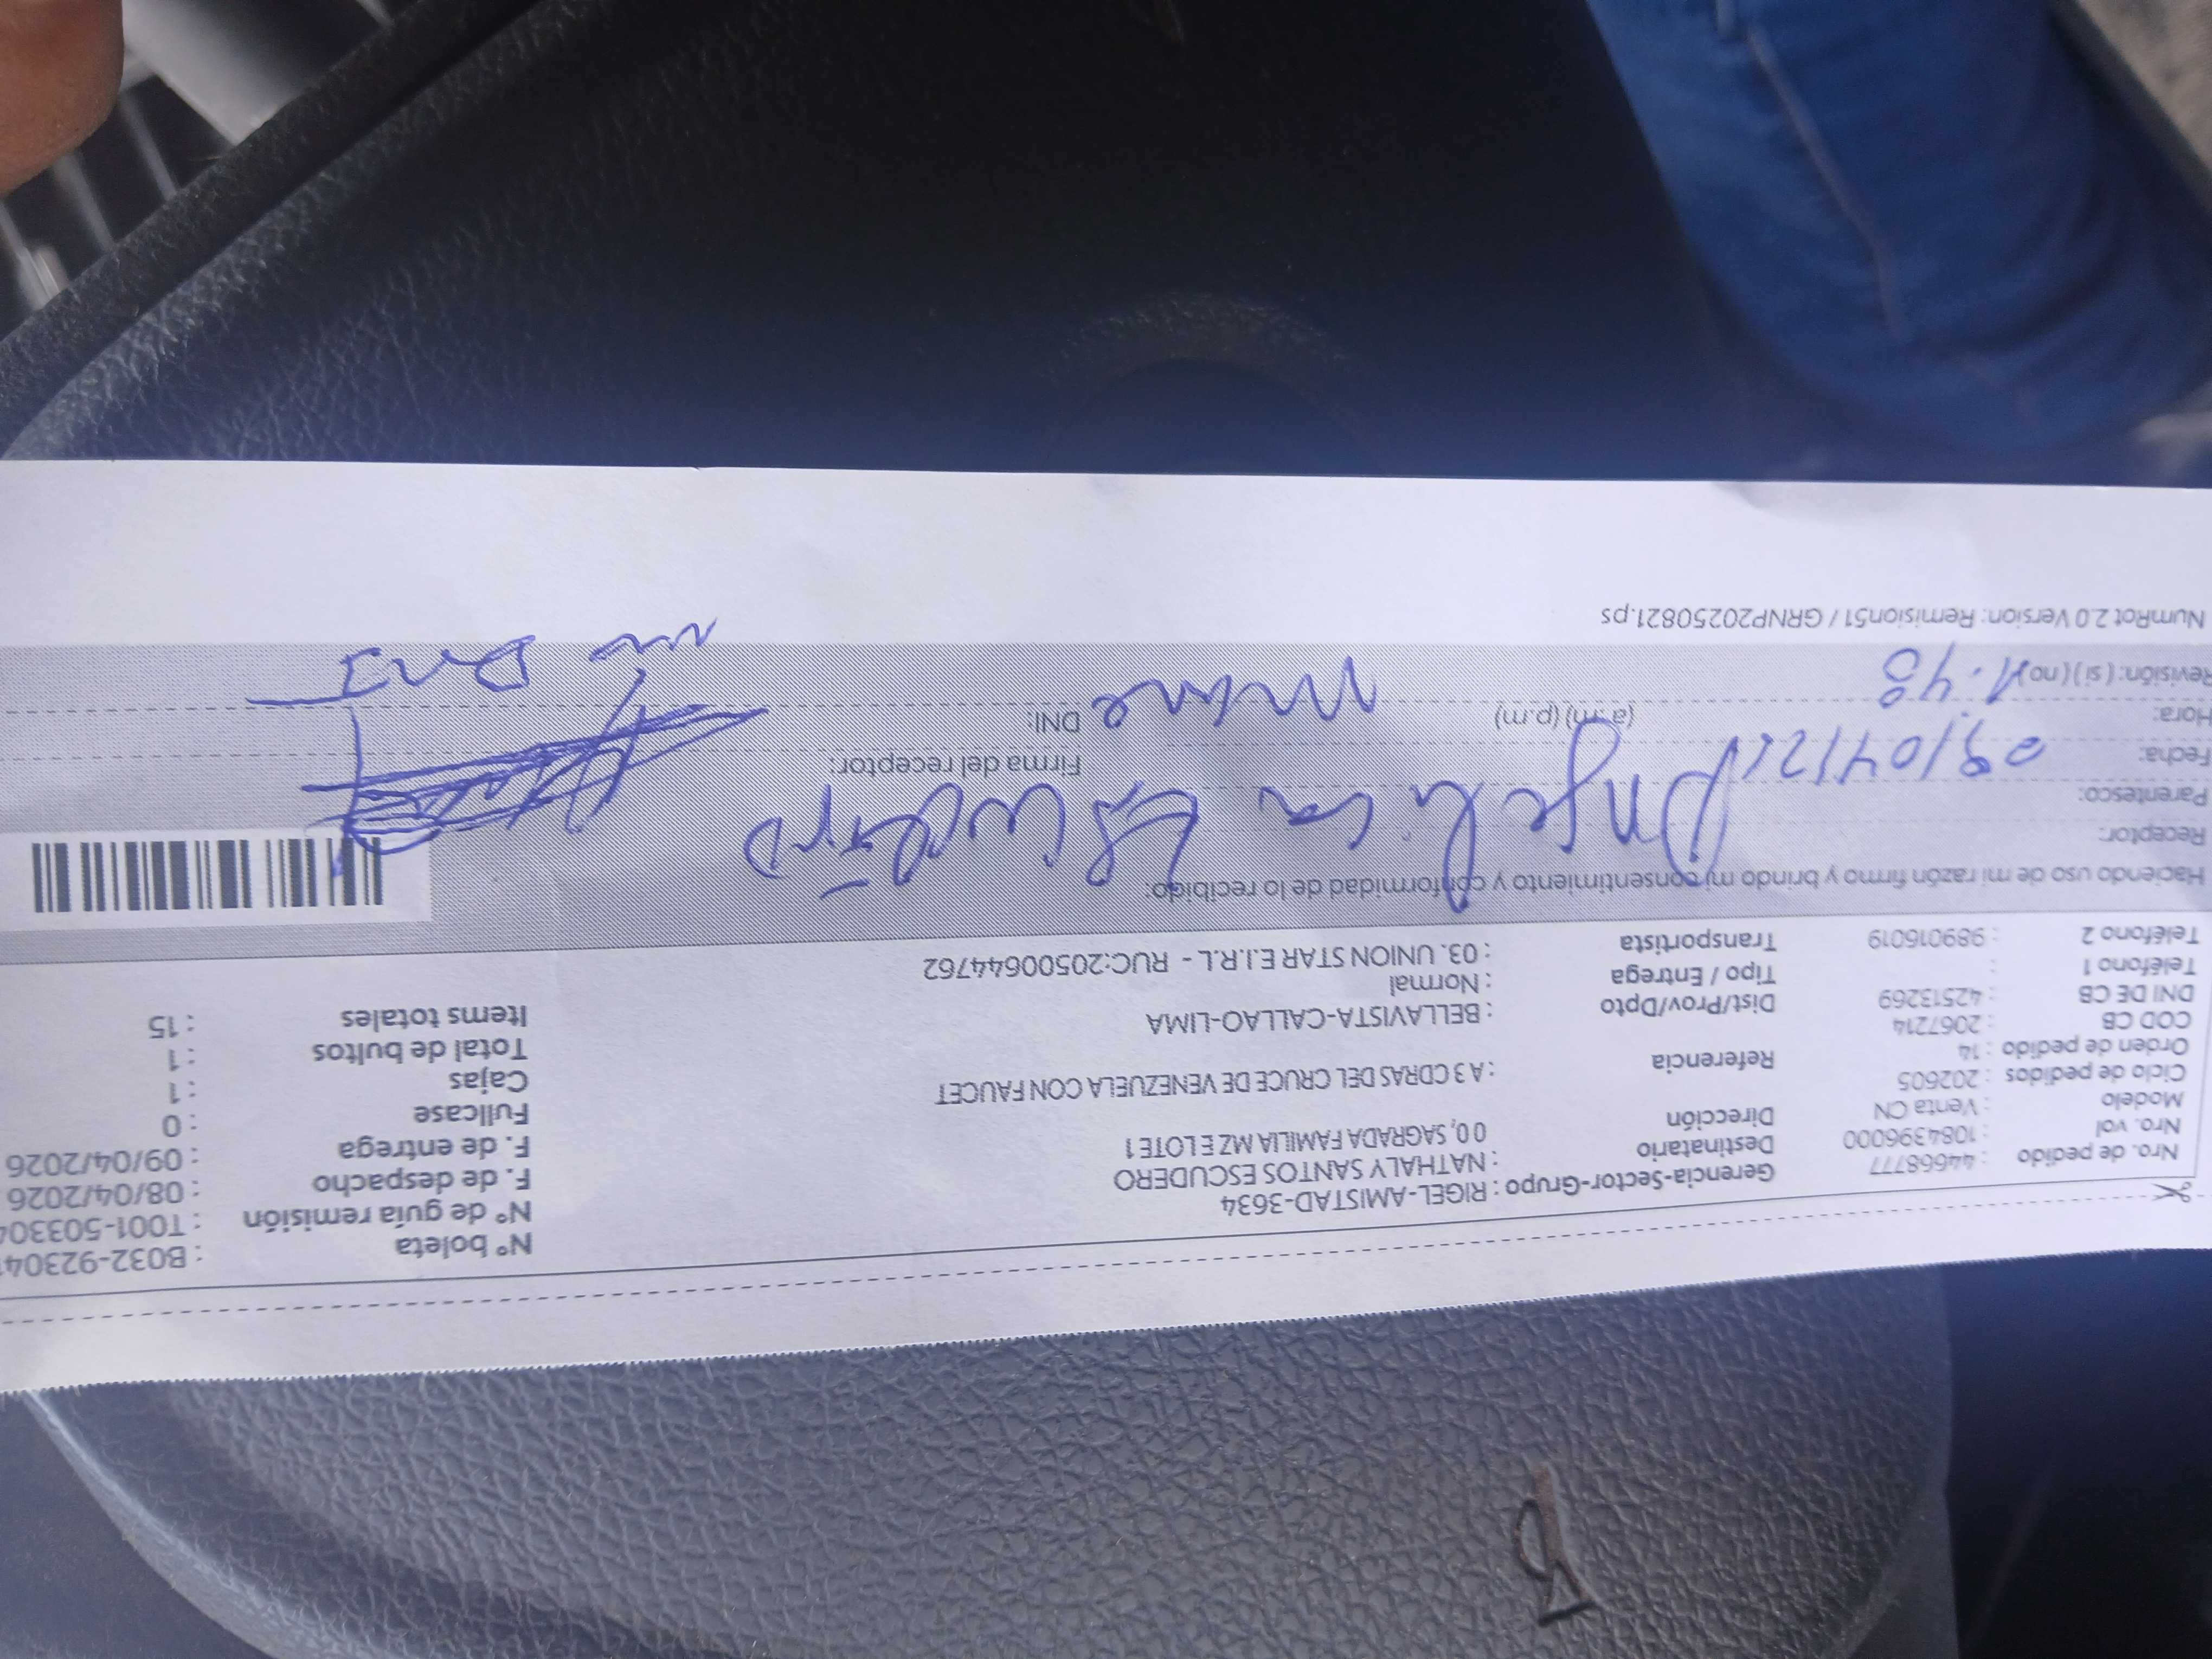 Nº boleta : B032-92304
Nº de guía remisión : T001-50330
F. de despacho : 08/04/2026
F. de entrega : 09/04/2026
Fullcase : 0
Cajas : 1
Total de bultos : 1
Items totales : 15
Gerencia-Sector-Grupo : RIGEL-AMISTAD-3634
Destinatario : NATHALY SANTOS ESCUDERO
Dirección 0 0, SAGRADA FAMILIA MZ E LOTE 1
Referencia : A 3 CDRAS DEL CRUCE DE VENEZUELA CON FAUCET
Dist/Prov/Dpto : BELLAVISTA-CALLAO-LIMA
Tipo / Entrega : Normal
Transportista : 03. UNION STAR E.I.R.L - RUC:20500644762
Nro. de pedido : 44668777
Nro. vol : 1084396000
Modelo : Venta CN
Ciclo de pedidos : 202605
Orden de pedido : 14
COD CB : 2067214
DNI DE CB : 42513269
Teléfono 1 :
Teléfono 2 : 989016019
Haciendo uso de mi razón firmo y brindo mi consentimiento y conformidad de lo recibido:
Receptor: Angelica Escudero
Parentesco:
Fecha: 09/04/26
Firma del receptor:
Hora: 11.48 (a.m) (p.m)
DNI:
Revisión: ( si ) ( no )
NumRot 2.0 Version: Remision51 / GRNP20250821.ps